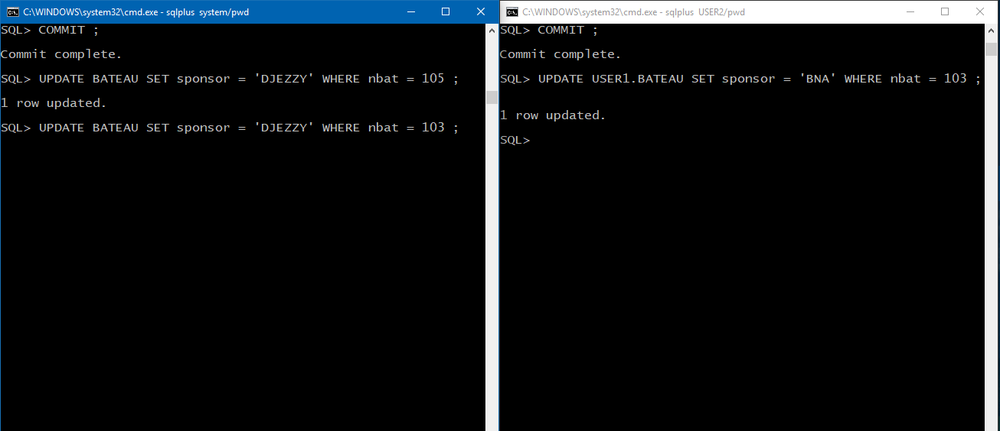 C:\WINDOWS\system32\cmd.exe - sqlplus system/pwd
SQL> COMMIT ;
Commit complete.
SQL> UPDATE BATEAU SET sponsor = 'DJEZZY' WHERE nbat = 105 ;
1 row updated.
SQL> UPDATE BATEAU SET sponsor = 'DJEZZY' WHERE nbat = 103 ;
C:\WINDOWS\system32\cmd.exe - sqlplus USER2/pwd
SQL> COMMIT ;
Commit complete.
SQL> UPDATE USER1.BATEAU SET sponsor = 'BNA' WHERE nbat = 103 ;
1 row updated.
SQL>